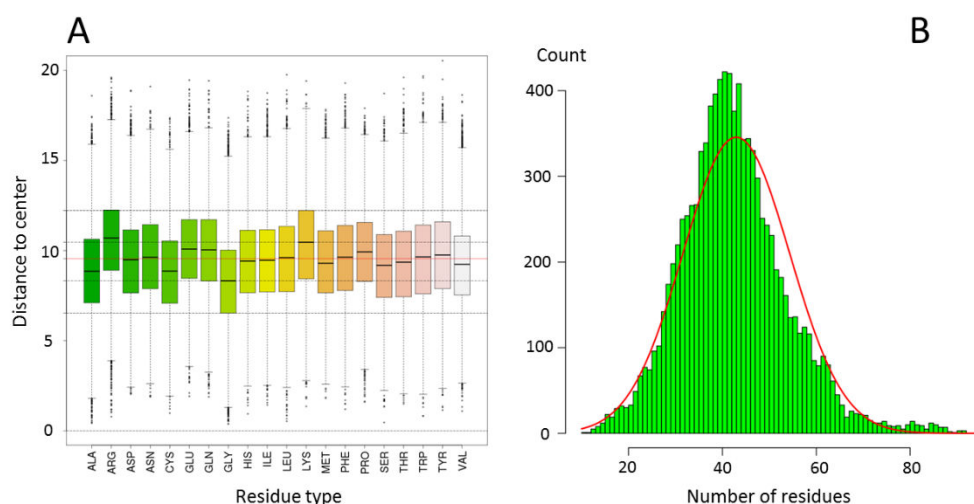 A
Distance to center
20
15
10
5
0
ALA
ARG
ASP
ASN
CYS
GLU
GLN
GLY
HIS
ILE
LEU
LYS
MET
PHE
PRO
SER
THR
TRP
TYR
VAL
Residue type
B
Count
400
300
200
100
0
20
40
60
80
Number of residues